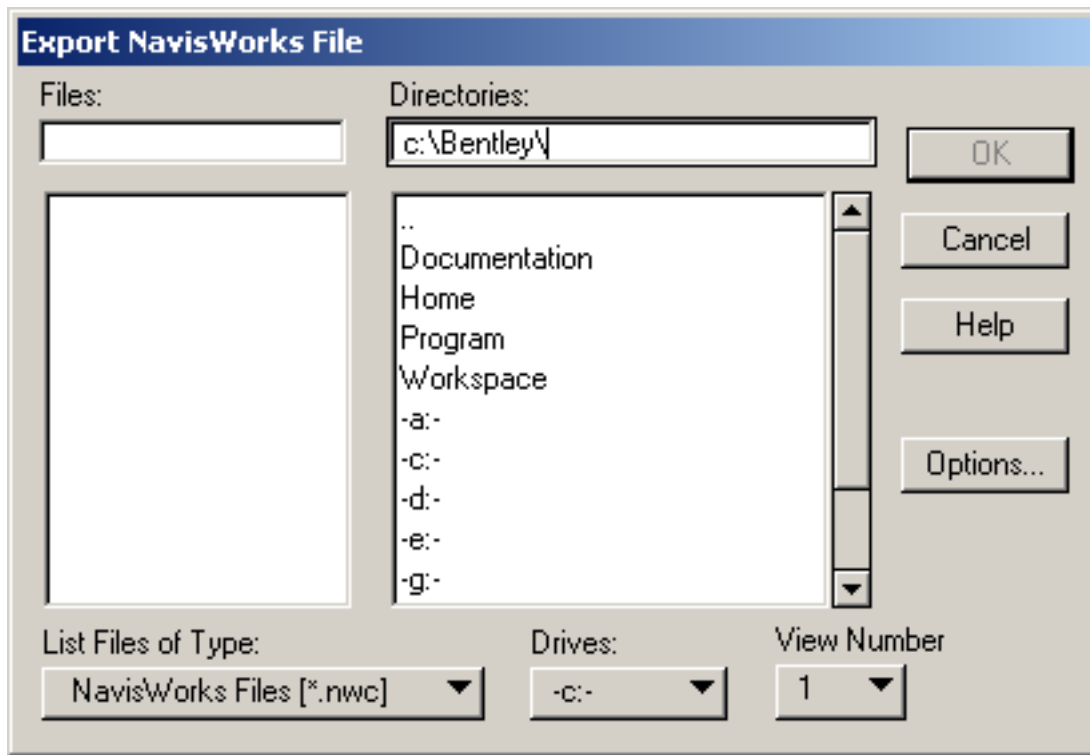 Export NavisWorks File
Files:
Directories:
c:\Bentley\
OK
..
Documentation
Home
Program
Workspace
-a:-
-c:-
-d:-
-e:-
-g:-
Cancel
Help
Options...
List Files of Type:
Drives:
View Number
NavisWorks Files [*.nwc]
-c:-
1